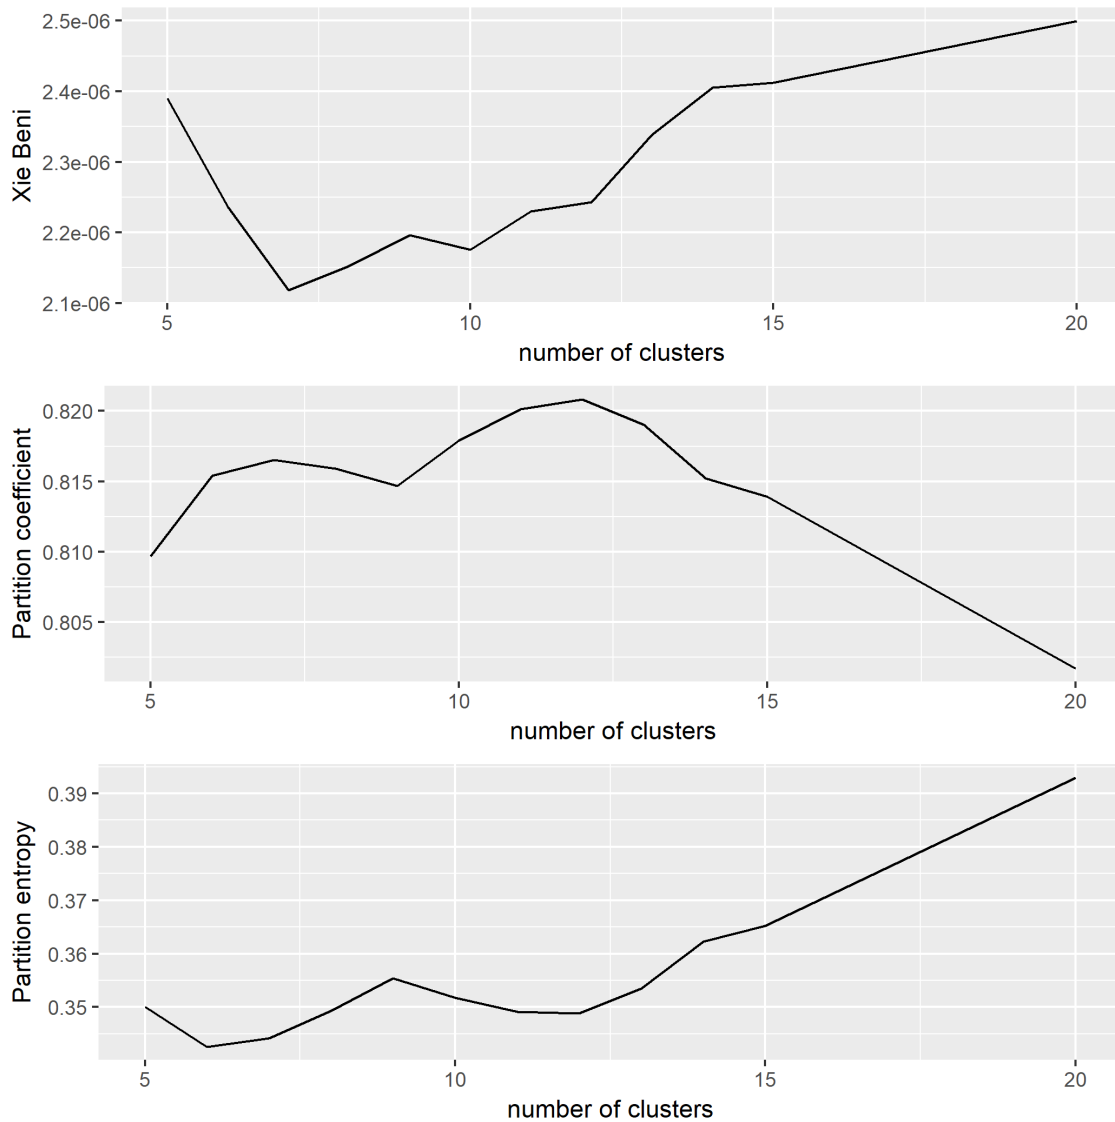 Xie Beni
2.5e-06
2.4e-06
2.3e-06
2.2e-06
2.1e-06
5 10 15 20
number of clusters
Partition coefficient
0.820
0.815
0.810
0.805
5 10 15 20
number of clusters
Partition entropy
0.39
0.38
0.37
0.36
0.35
5 10 15 20
number of clusters